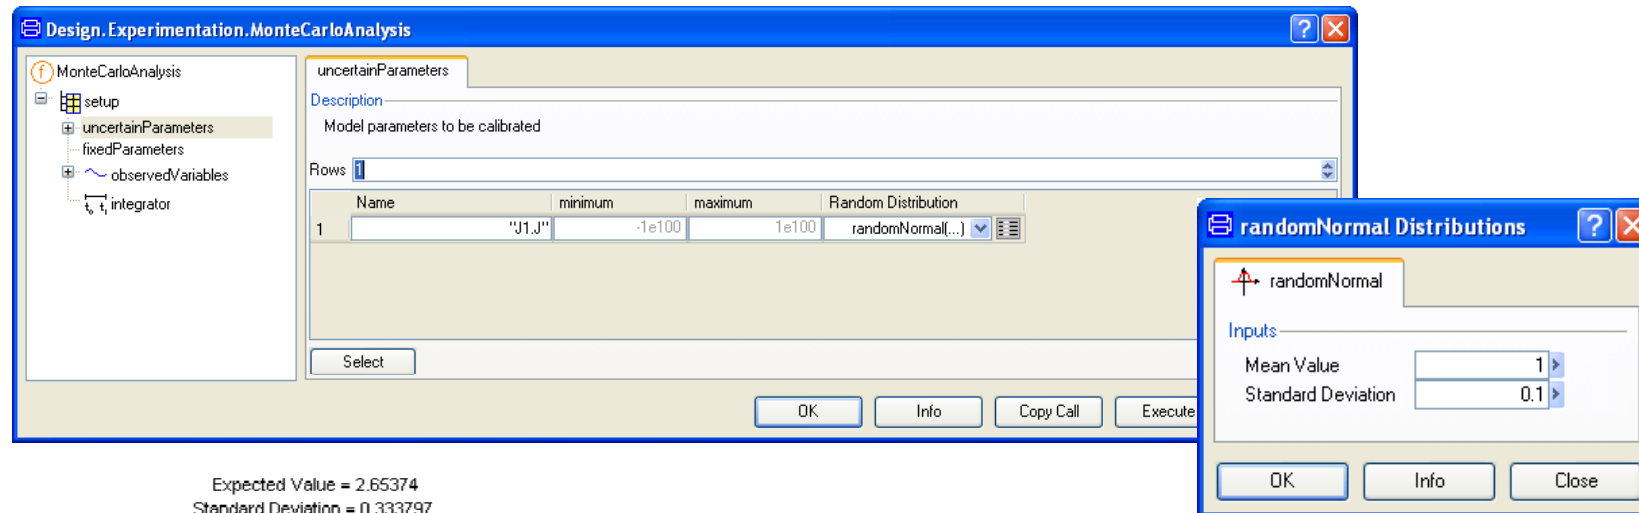 Design.Experimentation.MonteCarloAnalysis
MonteCarloAnalysis
setup
uncertainParameters
fixedParameters
observedVariables
integrator
uncertainParameters
Description
Model parameters to be calibrated
Rows 1
Name minimum maximum Random Distribution
1 "J1.J" -1e100 1e100 randomNormal(...)
Select
OK Info Copy Call Execute
randomNormal Distributions
randomNormal
Inputs
Mean Value 1
Standard Deviation 0.1
OK Info Close
Expected Value = 2.65374
Standard Deviation = 0.333797